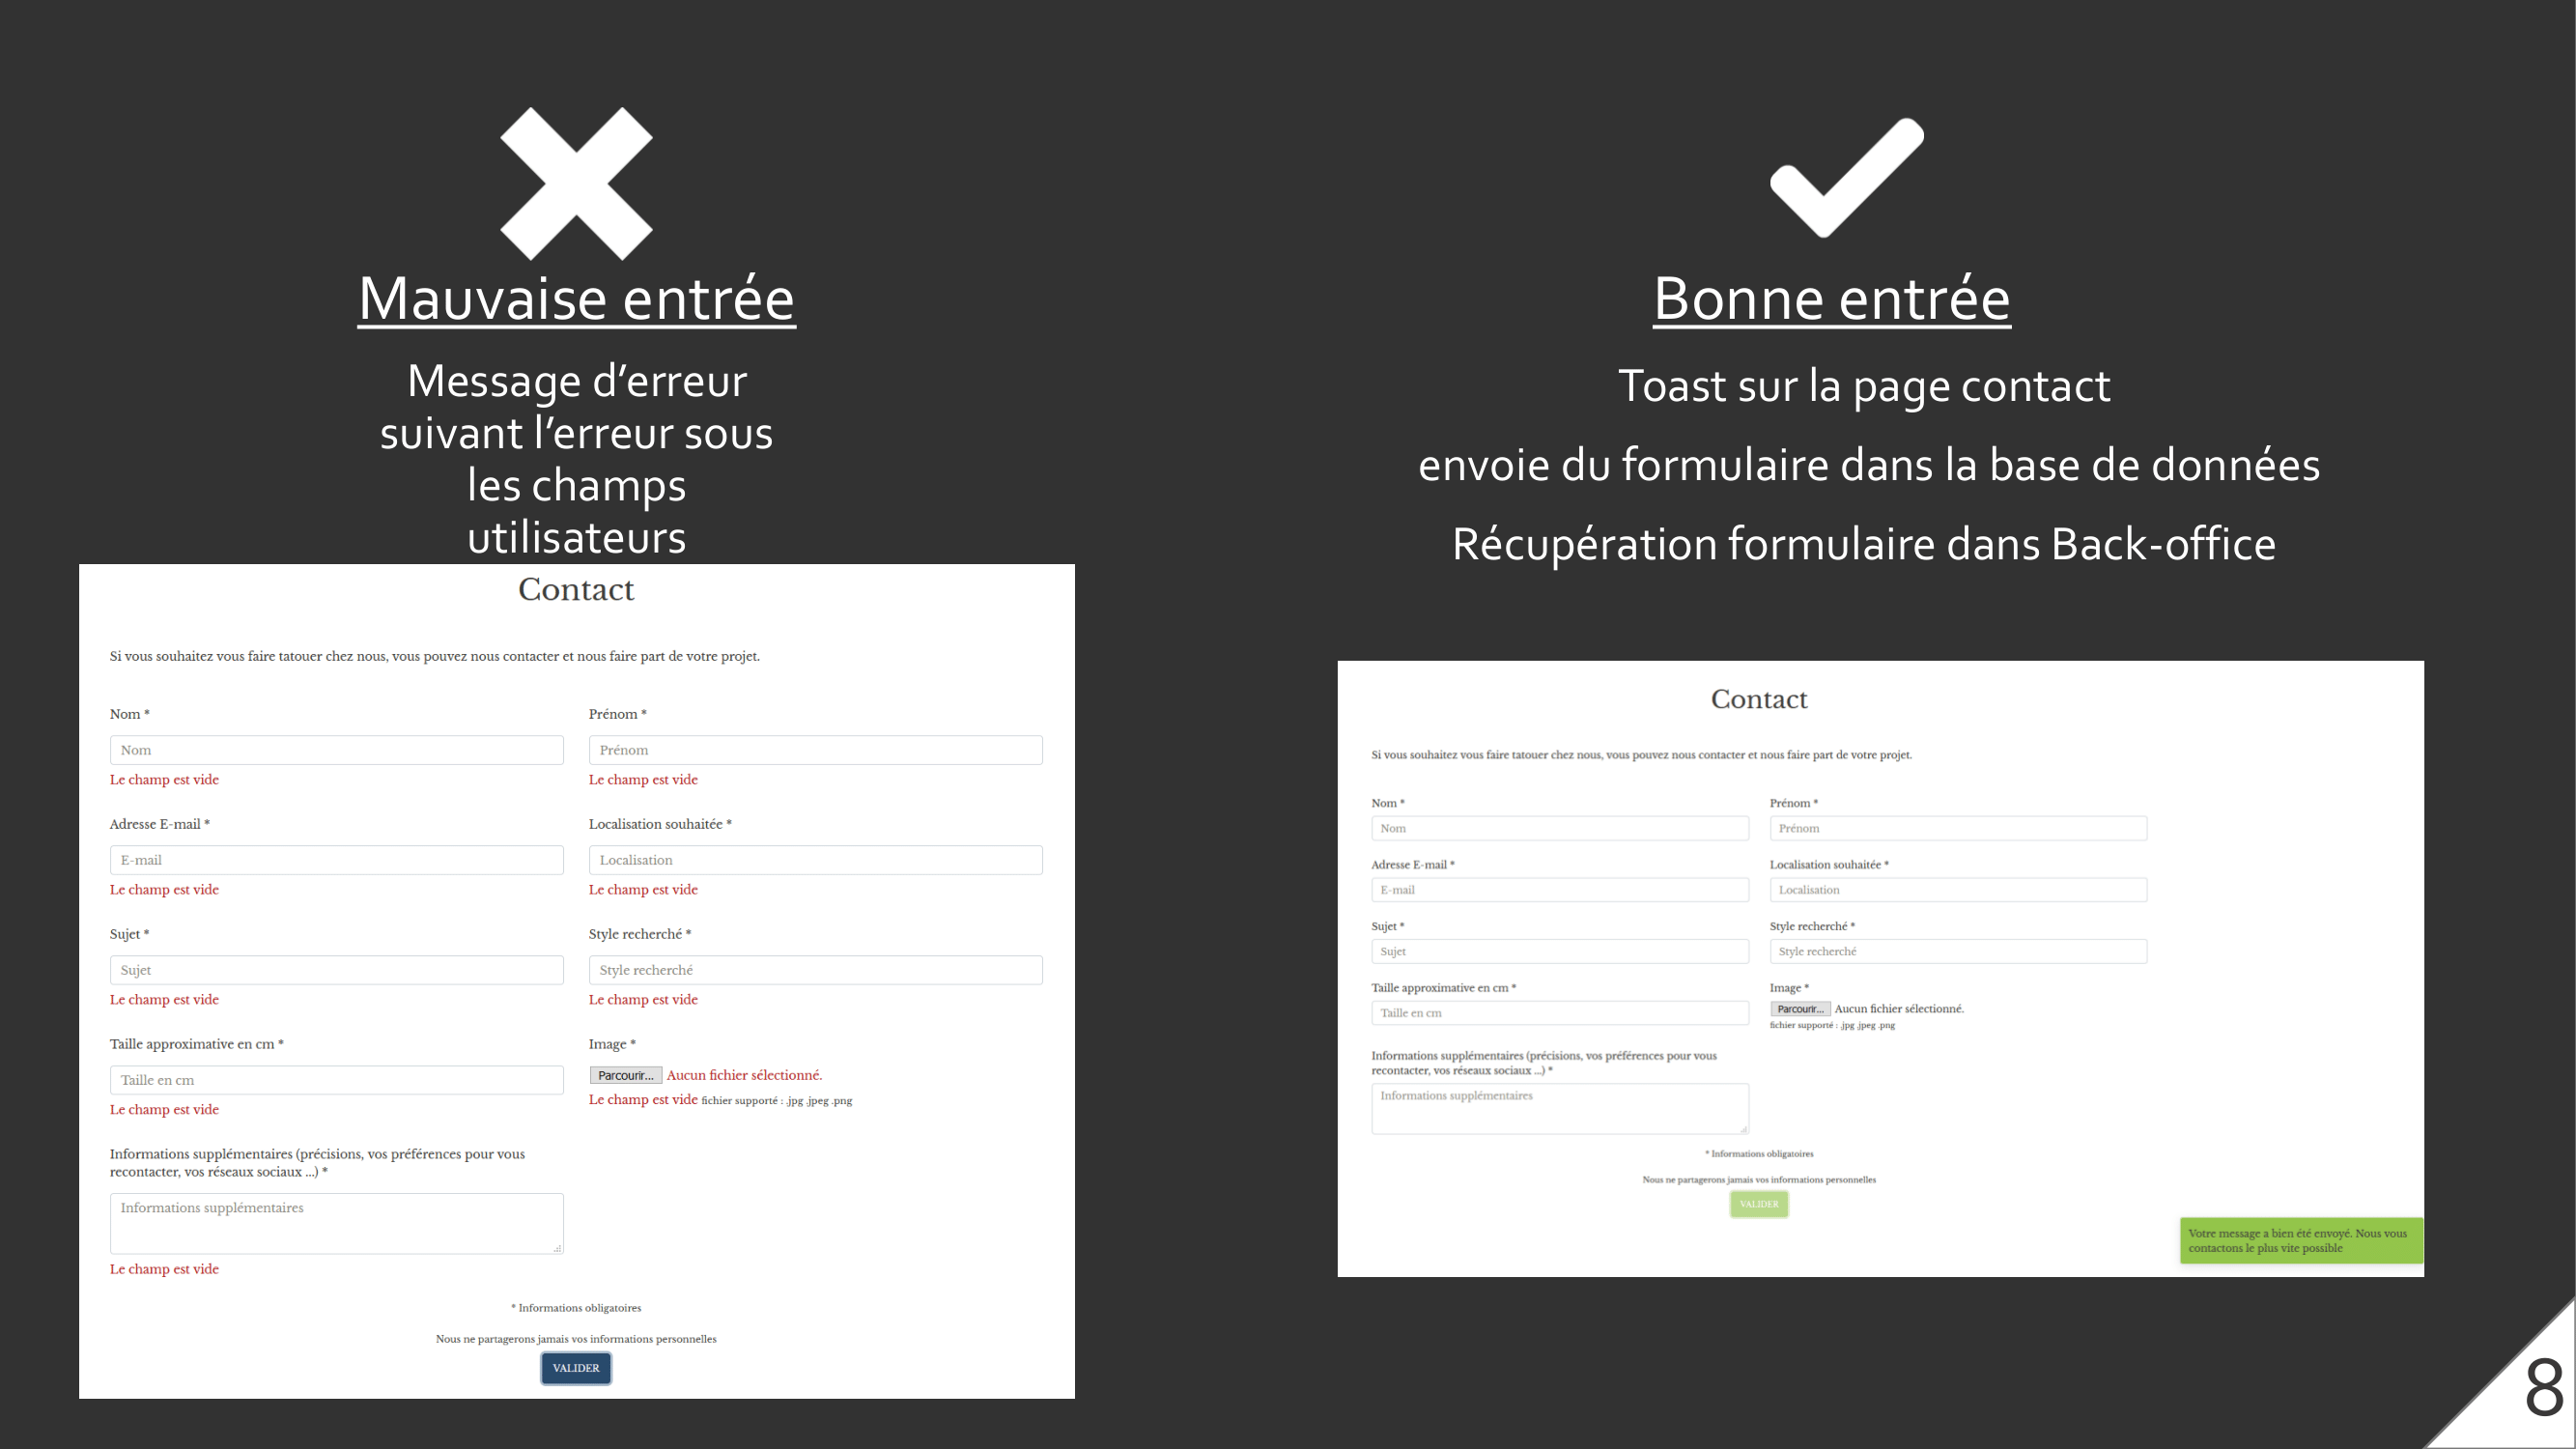 Mauvaise entrée
Message d’erreur
suivant l’erreur sous
les champs
utilisateurs
Contact
Si vous souhaitez vous faire tatouer chez nous, vous pouvez nous contacter et nous faire part de votre projet.
Nom *
Prénom *
Nom
Prénom
Le champ est vide
Le champ est vide
Adresse E-mail *
Localisation souhaitée *
E-mail
Localisation
Le champ est vide
Le champ est vide
Sujet *
Style recherché *
Sujet
Style recherché
Le champ est vide
Le champ est vide
Taille approximative en cm *
Image *
Taille en cm
Parcourir... Aucun fichier sélectionné.
Le champ est vide
Le champ est vide fichier supporté : .jpg .jpeg .png
Informations supplémentaires (précisions, vos préférences pour vous
recontacter, vos réseaux sociaux ...) *
Informations supplémentaires
Le champ est vide
* Informations obligatoires
Nous ne partagerons jamais vos informations personnelles
VALIDER
Bonne entrée
Toast sur la page contact
envoie du formulaire dans la base de données
Récupération formulaire dans Back-office
Contact
Si vous souhaitez vous faire tatouer chez nous, vous pouvez nous contacter et nous faire part de votre projet.
Nom *
Prénom *
Nom
Prénom
Adresse E-mail *
Localisation souhaitée *
E-mail
Localisation
Sujet *
Style recherché *
Sujet
Style recherché
Taille approximative en cm *
Image *
Taille en cm
Parcourir... Aucun fichier sélectionné.
fichier supporté : .jpg .jpeg .png
Informations supplémentaires (précisions, vos préférences pour vous
recontacter, vos réseaux sociaux ...) *
Informations supplémentaires
* Informations obligatoires
Nous ne partagerons jamais vos informations personnelles
VALIDER
Votre message a bien été envoyé. Nous vous
contactons le plus vite possible
8